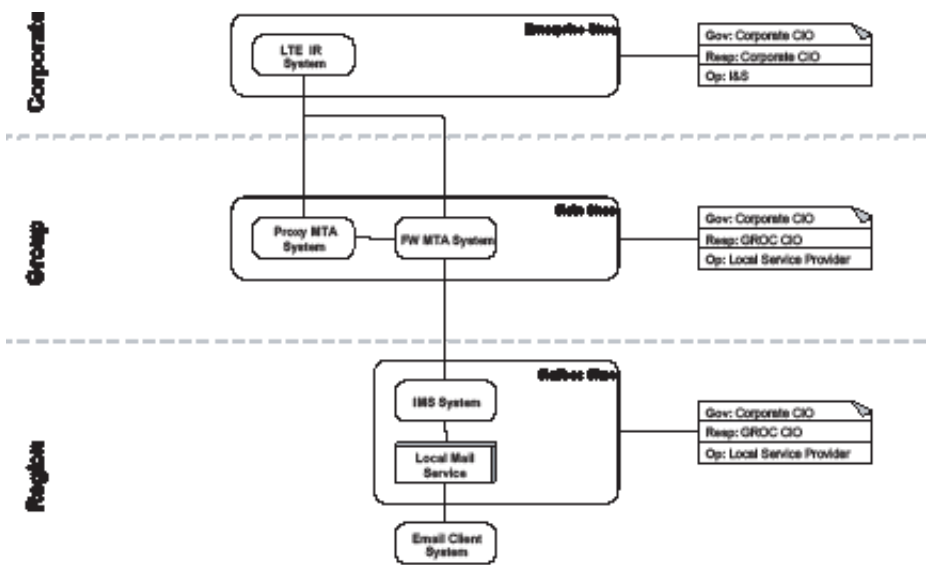 Corporate
LTE IR
System
Gov: Corporate CIO
Resp: Corporate CIO
Op: I&S
Group
Proxy MTA
System
FW MTA System
Gov: Corporate CIO
Resp: GROC CIO
Op: Local Service Provider
Region
IMS System
Local Mail
Service
Email Client
System
Gov: Corporate CIO
Resp: GROC CIO
Op: Local Service Provider